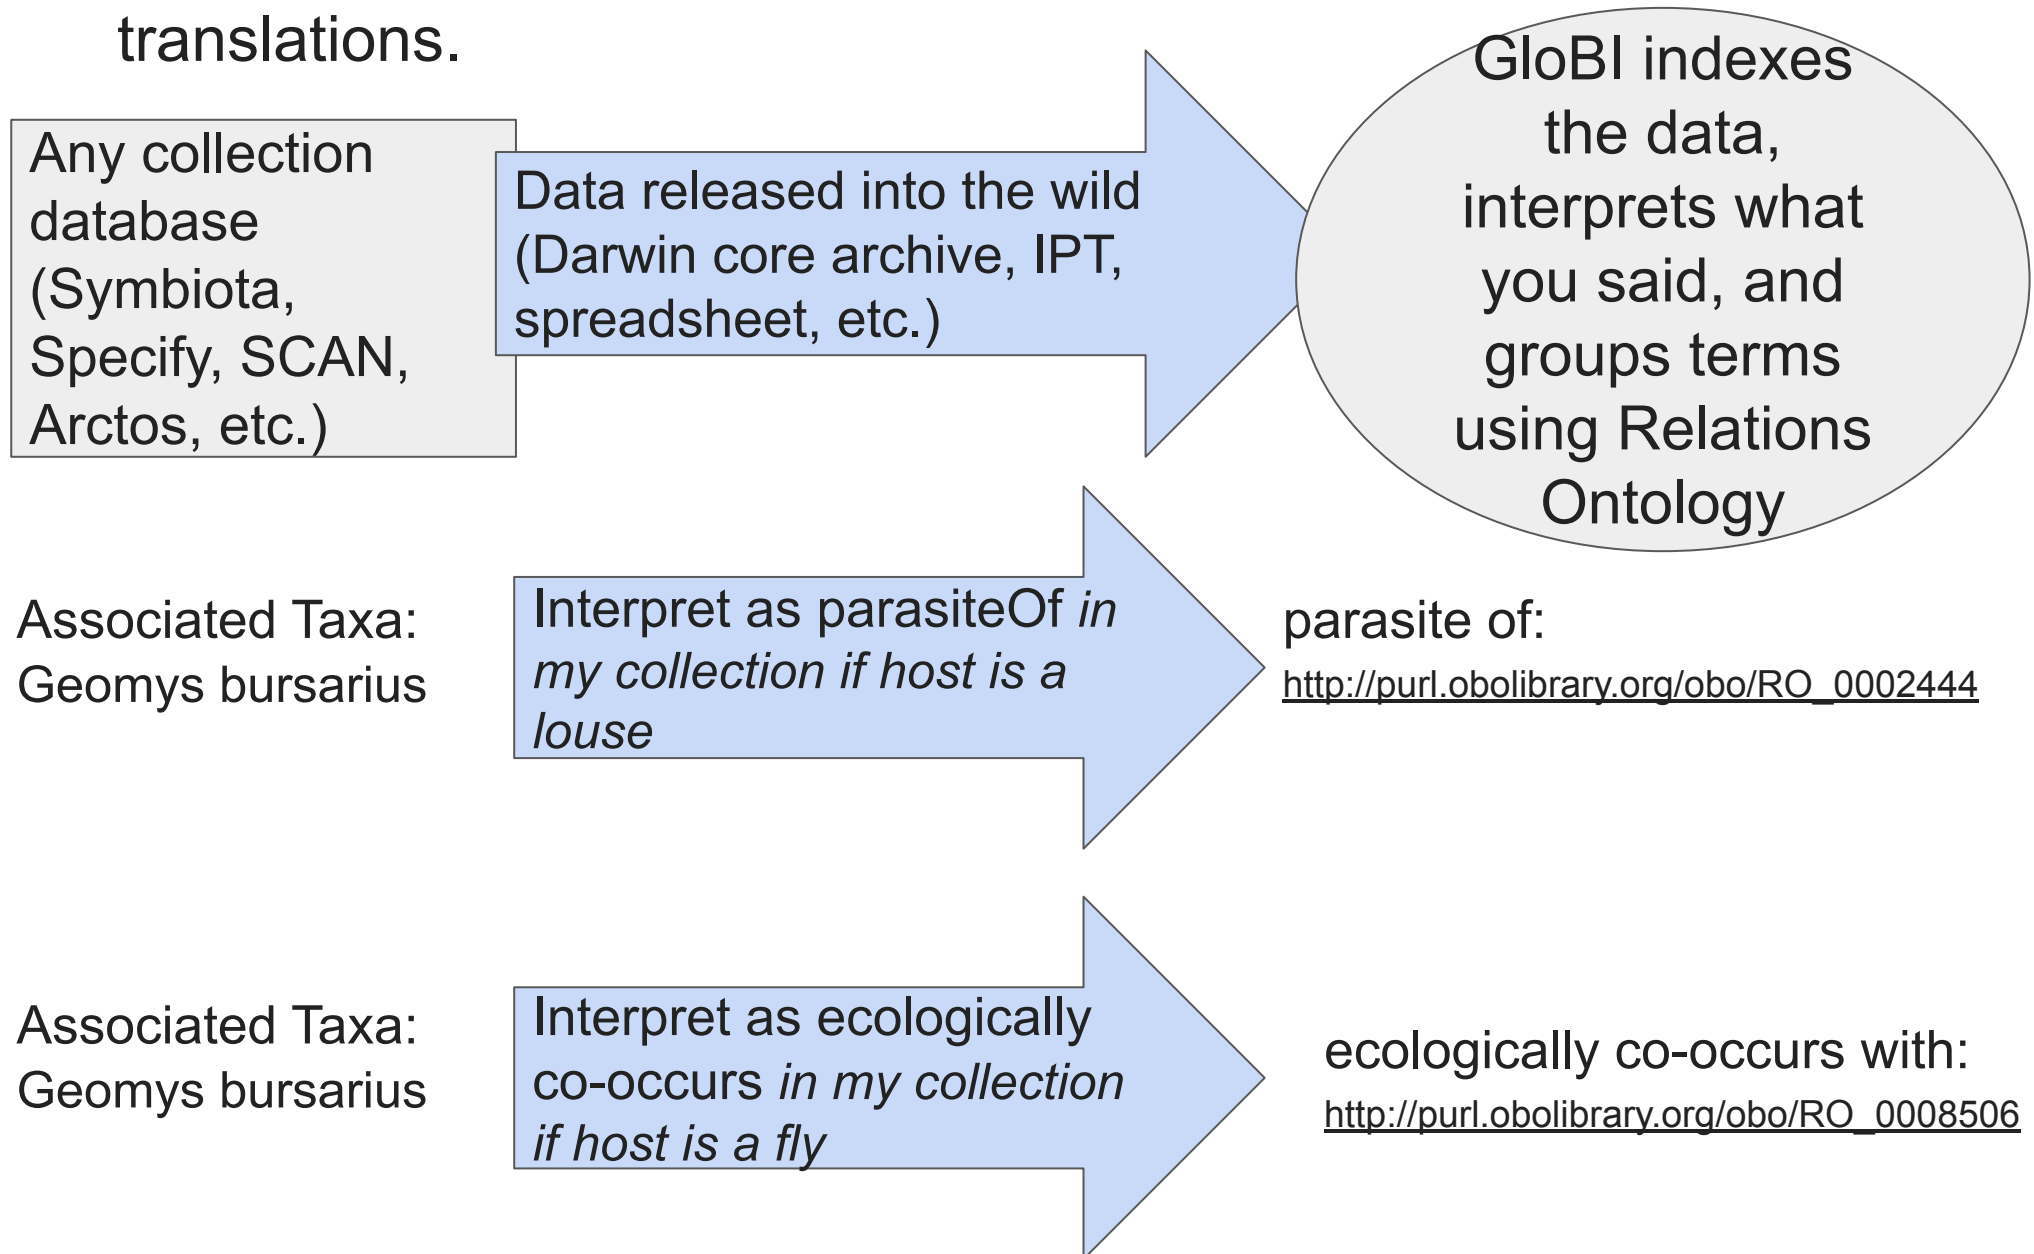 translations.
Any collection
database
(Symbiota,
Specify, SCAN,
Arctos, etc.)
Data released into the wild
(Darwin core archive, IPT,
spreadsheet, etc.)
GloBI indexes
the data,
interprets what
you said, and
groups terms
using Relations
Ontology
Associated Taxa:
Geomys bursarius
Interpret as parasiteOf in
my collection if host is a
louse
parasite of:
http://purl.obolibrary.org/obo/RO_0002444
Associated Taxa:
Geomys bursarius
Interpret as ecologically
co-occurs in my collection
if host is a fly
ecologically co-occurs with:
http://purl.obolibrary.org/obo/RO_0008506